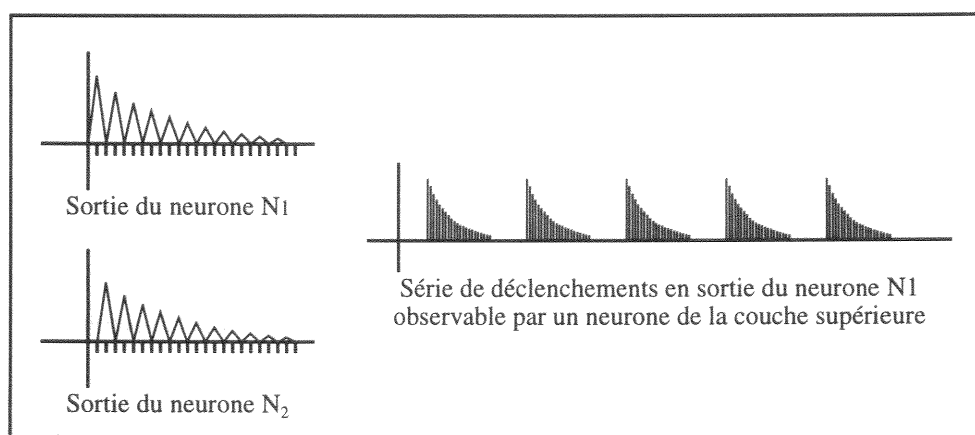 Sortie du neurone N1
Sortie du neurone N2
Série de déclenchements en sortie du neurone N1
observable par un neurone de la couche supérieure